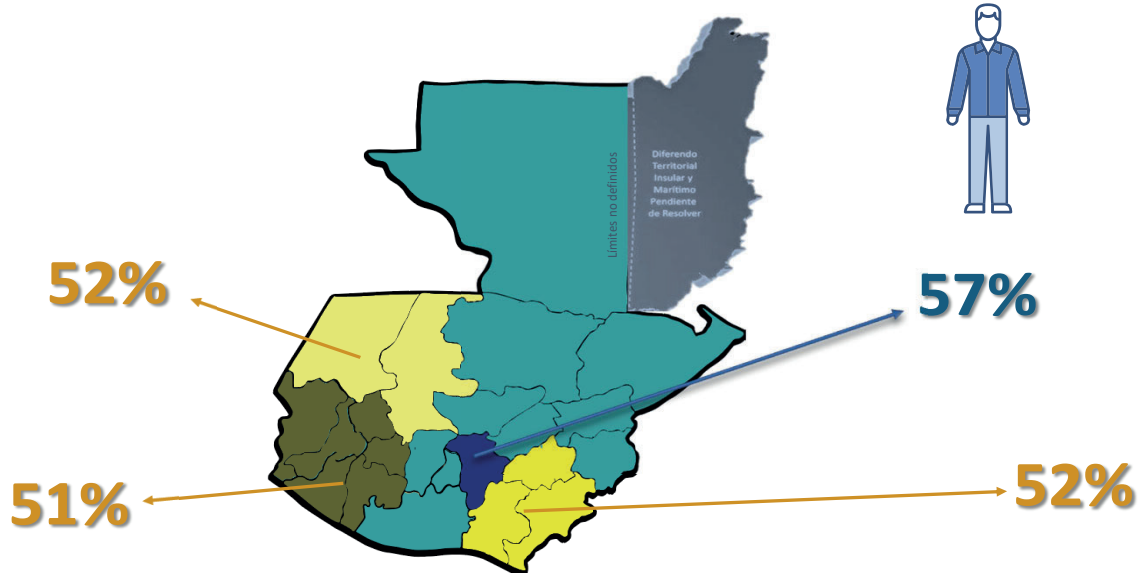 Límites no definidos
Diferendo
Territorial
Insular y
Marítimo
Pendiente
de Resolver
52%
57%
51%
52%